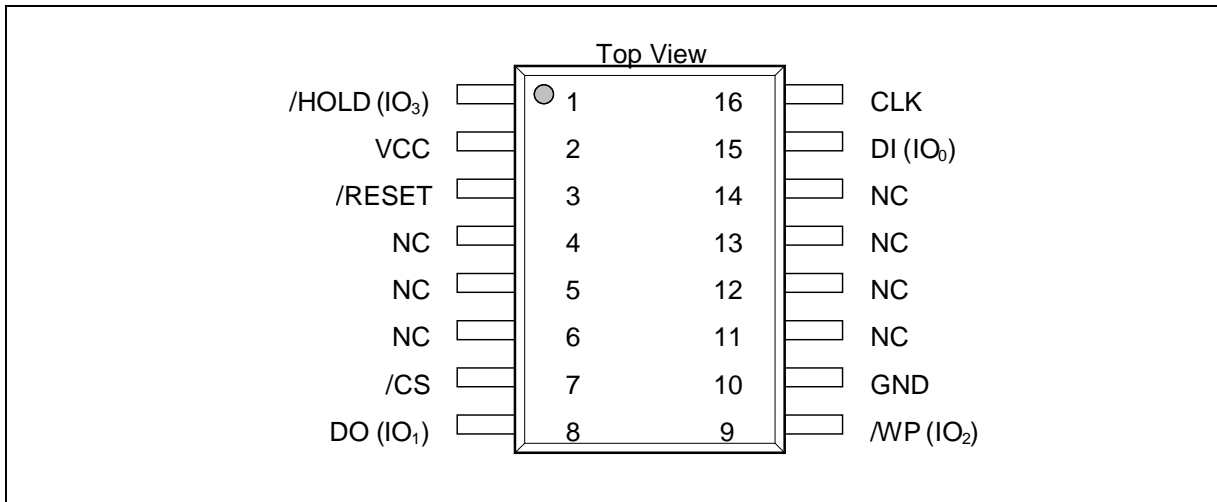 Top View
/HOLD (IO₃) 1 16 CLK
VCC 2 15 DI (IO₀)
/RESET 3 14 NC
NC 4 13 NC
NC 5 12 NC
NC 6 11 NC
/CS 7 10 GND
DO (IO₁) 8 9 /WP (IO₂)